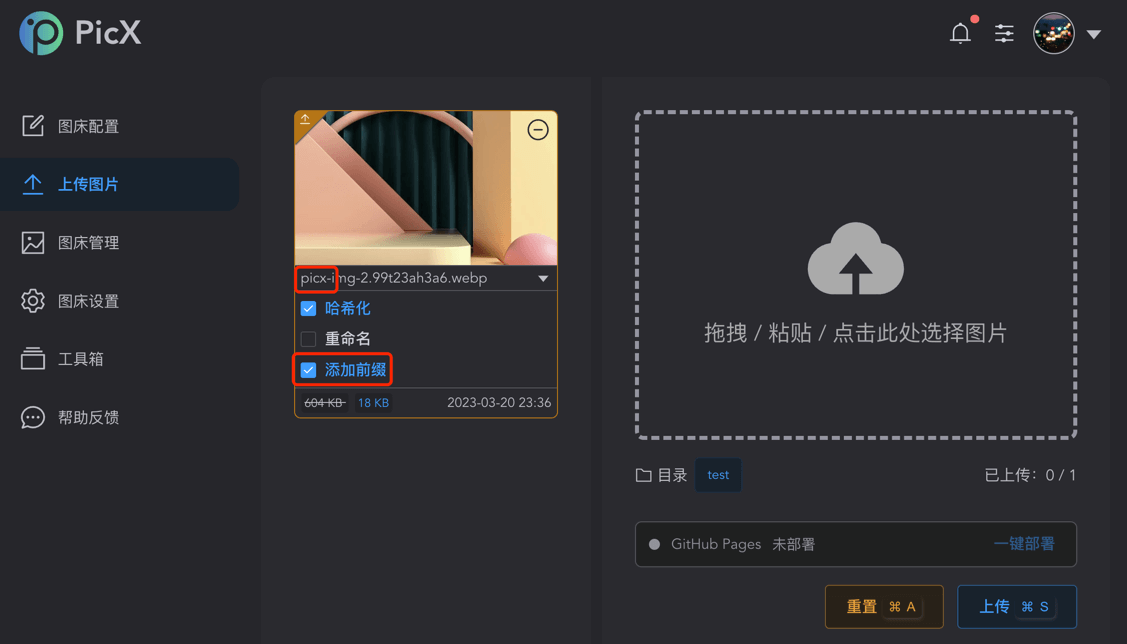 PicX
图床配置
上传图片
图床管理
图床设置
工具箱
帮助反馈
picx-img-2.99t23ah3a6.webp
哈希化
重命名
添加前缀
604 KB 18 KB 2023-03-20 23:36
拖拽 / 粘贴 / 点击此处选择图片
目录 test 已上传：0 / 1
GitHub Pages 未部署 一键部署
重置 ⌘ A 上传 ⌘ S